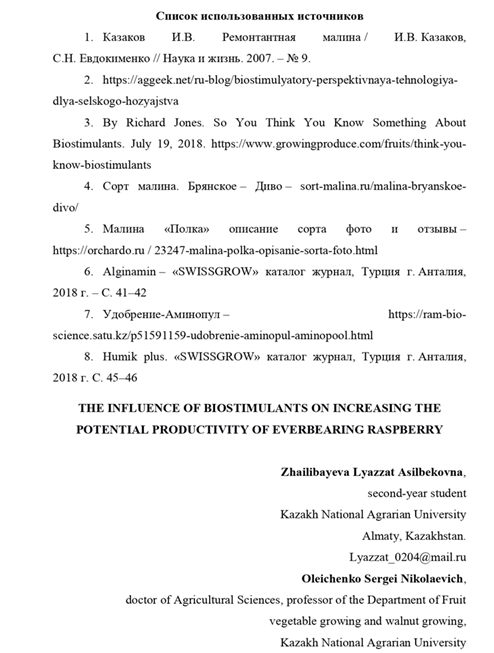 Список использованных источников
1. Казаков И.В. Ремонтантная малина / И.В. Казаков,
С.Н. Евдокименко // Наука и жизнь. 2007. – № 9.
2. https://aggeek.net/ru-blog/biostimulyatory-perspektivnaya-tehnologiya-
dlya-selskogo-hozyajstva
3. By Richard Jones. So You Think You Know Something About
Biostimulants. July 19, 2018. https://www.growingproduce.com/fruits/think-you-
know-biostimulants
4. Сорт малина. Брянское – Диво – sort-malina.ru/malina-bryanskoe-
divo/
5. Малина «Полка» описание сорта фото и отзывы –
https://orchardo.ru / 23247-malina-polka-opisanie-sorta-foto.html
6. Alginamin – «SWISSGROW» каталог журнал, Турция г. Анталия,
2018 г. – С. 41–42
7. Удобрение-Аминопул – https://ram-bio-
science.satu.kz/p51591159-udobrenie-aminopul-aminopool.html
8. Humik plus. «SWISSGROW» каталог журнал, Турция г. Анталия,
2018 г. С. 45–46
THE INFLUENCE OF BIOSTIMULANTS ON INCREASING THE
POTENTIAL PRODUCTIVITY OF EVERBEARING RASPBERRY
Zhailibayeva Lyazzat Asilbekovna,
second-year student
Kazakh National Agrarian University
Almaty, Kazakhstan.
Lyazzat_0204@mail.ru
Oleichenko Sergei Nikolaevich,
doctor of Agricultural Sciences, professor of the Department of Fruit
vegetable growing and walnut growing,
Kazakh National Agrarian University